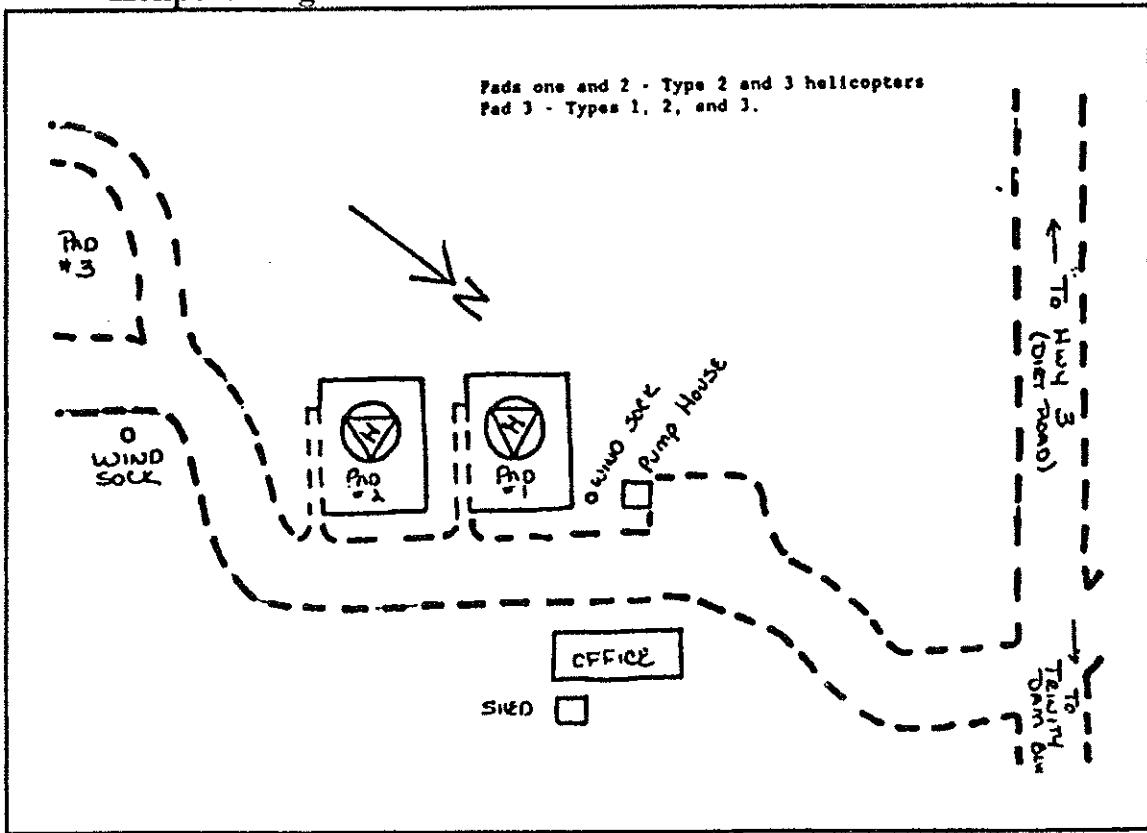 Pads one and 2 - Type 2 and 3 helicopters
Pad 3 - Types 1, 2, and 3.
PAD
#3
N
← TO HWY 3
(DIRT ROAD)
WIND
SOCK
H
PAD
#2
H
PAD
#1
WIND SOCK
PUMP HOUSE
OFFICE
SHED
→ TO
TRINITY
DAM